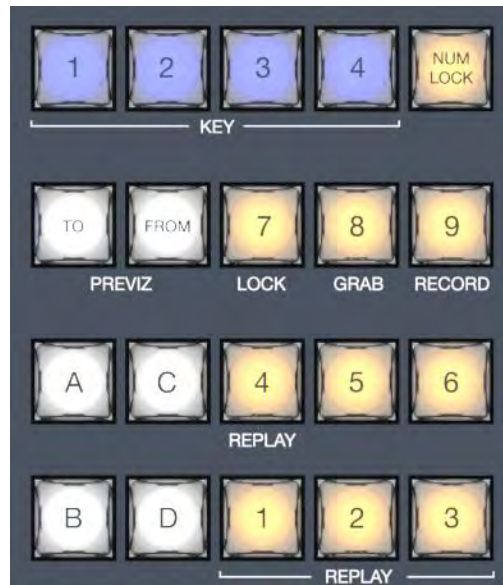 1 2 3 4 NUM LOCK
KEY
TO FROM 7 8 9
PREVIZ LOCK GRAB RECORD
A C 4 5 6
REPLAY
B D 1 2 3
REPLAY